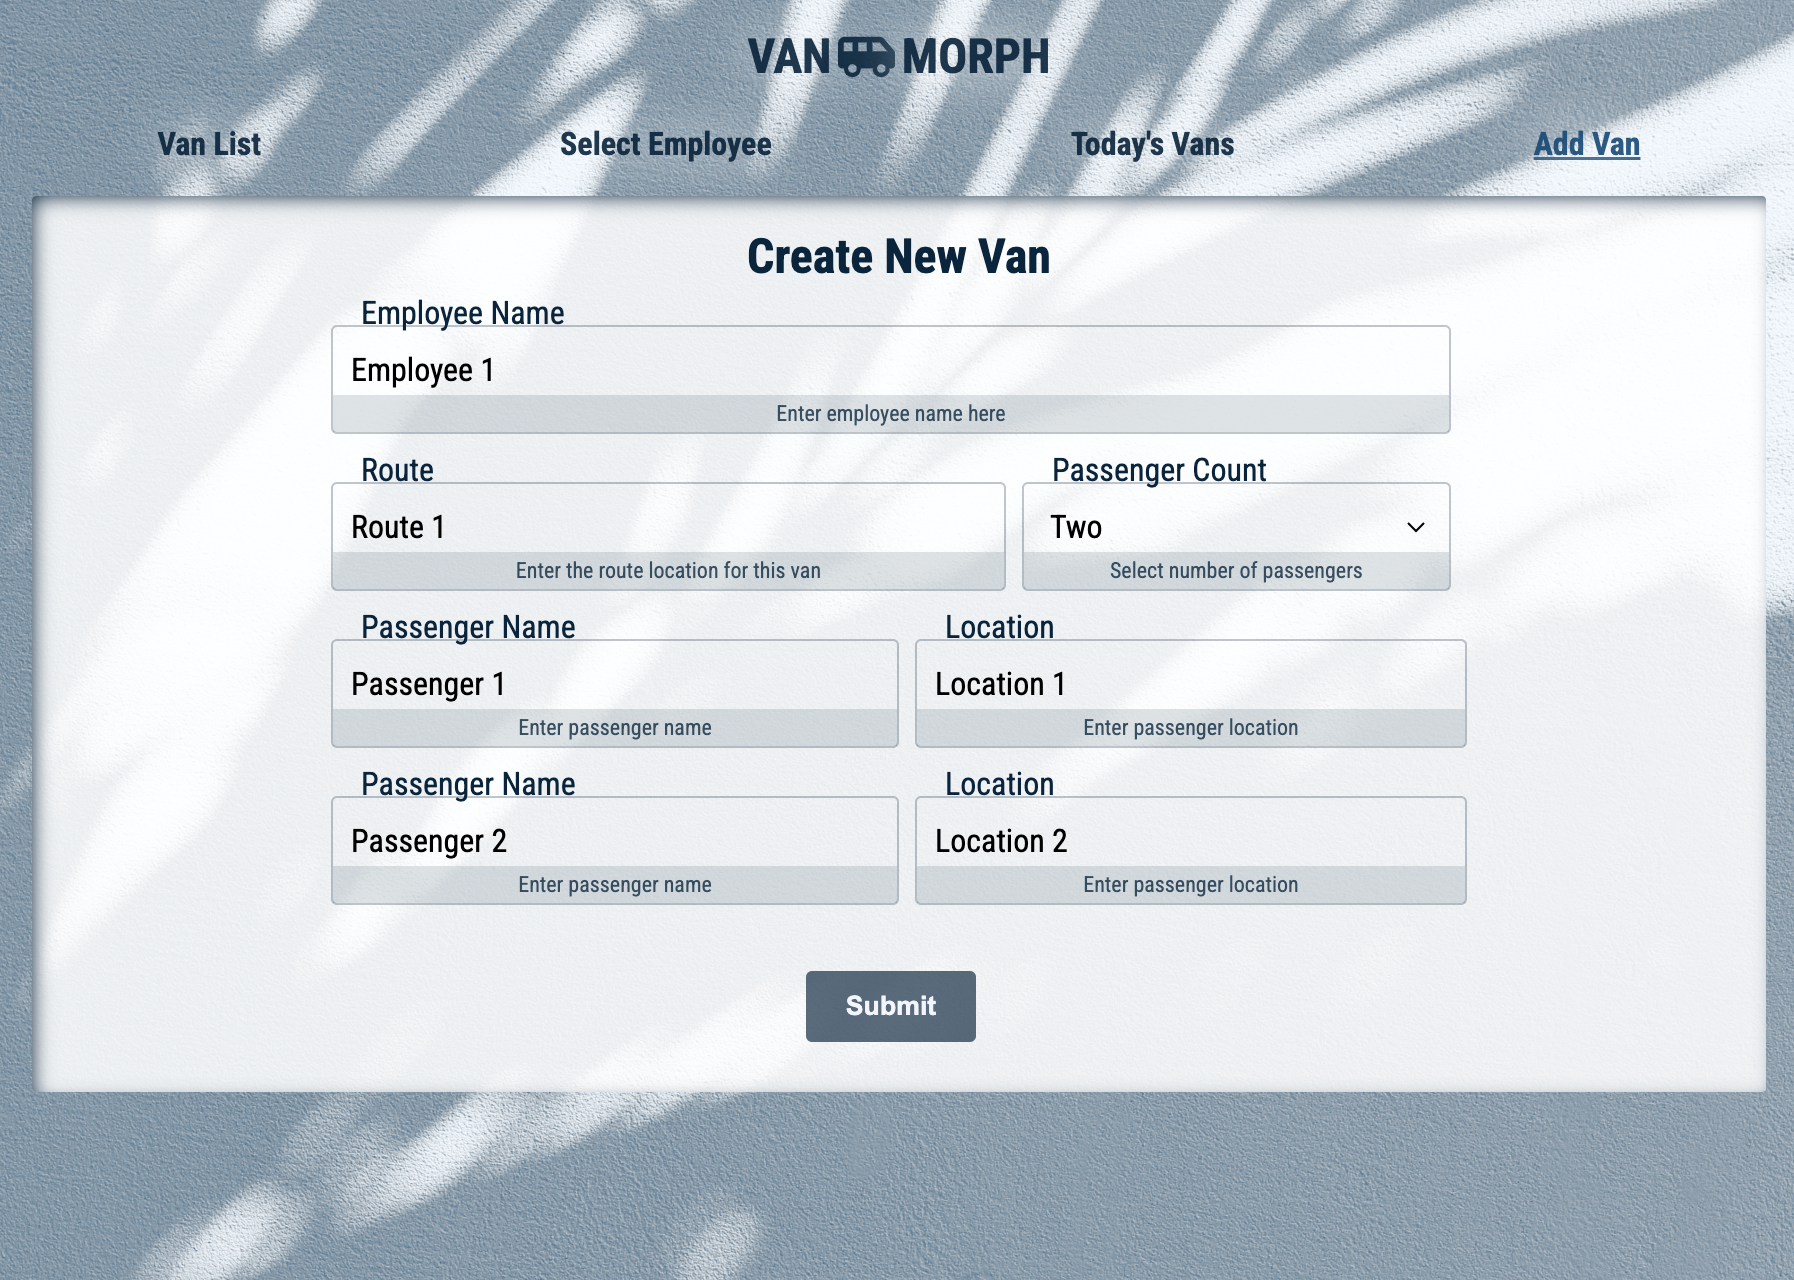 VAN MORPH
Van List Select Employee Today's Vans Add Van
Create New Van
Employee Name
Employee 1
Enter employee name here
Route Passenger Count
Route 1 Two
Enter the route location for this van Select number of passengers
Passenger Name Location
Passenger 1 Location 1
Enter passenger name Enter passenger location
Passenger Name Location
Passenger 2 Location 2
Enter passenger name Enter passenger location
Submit